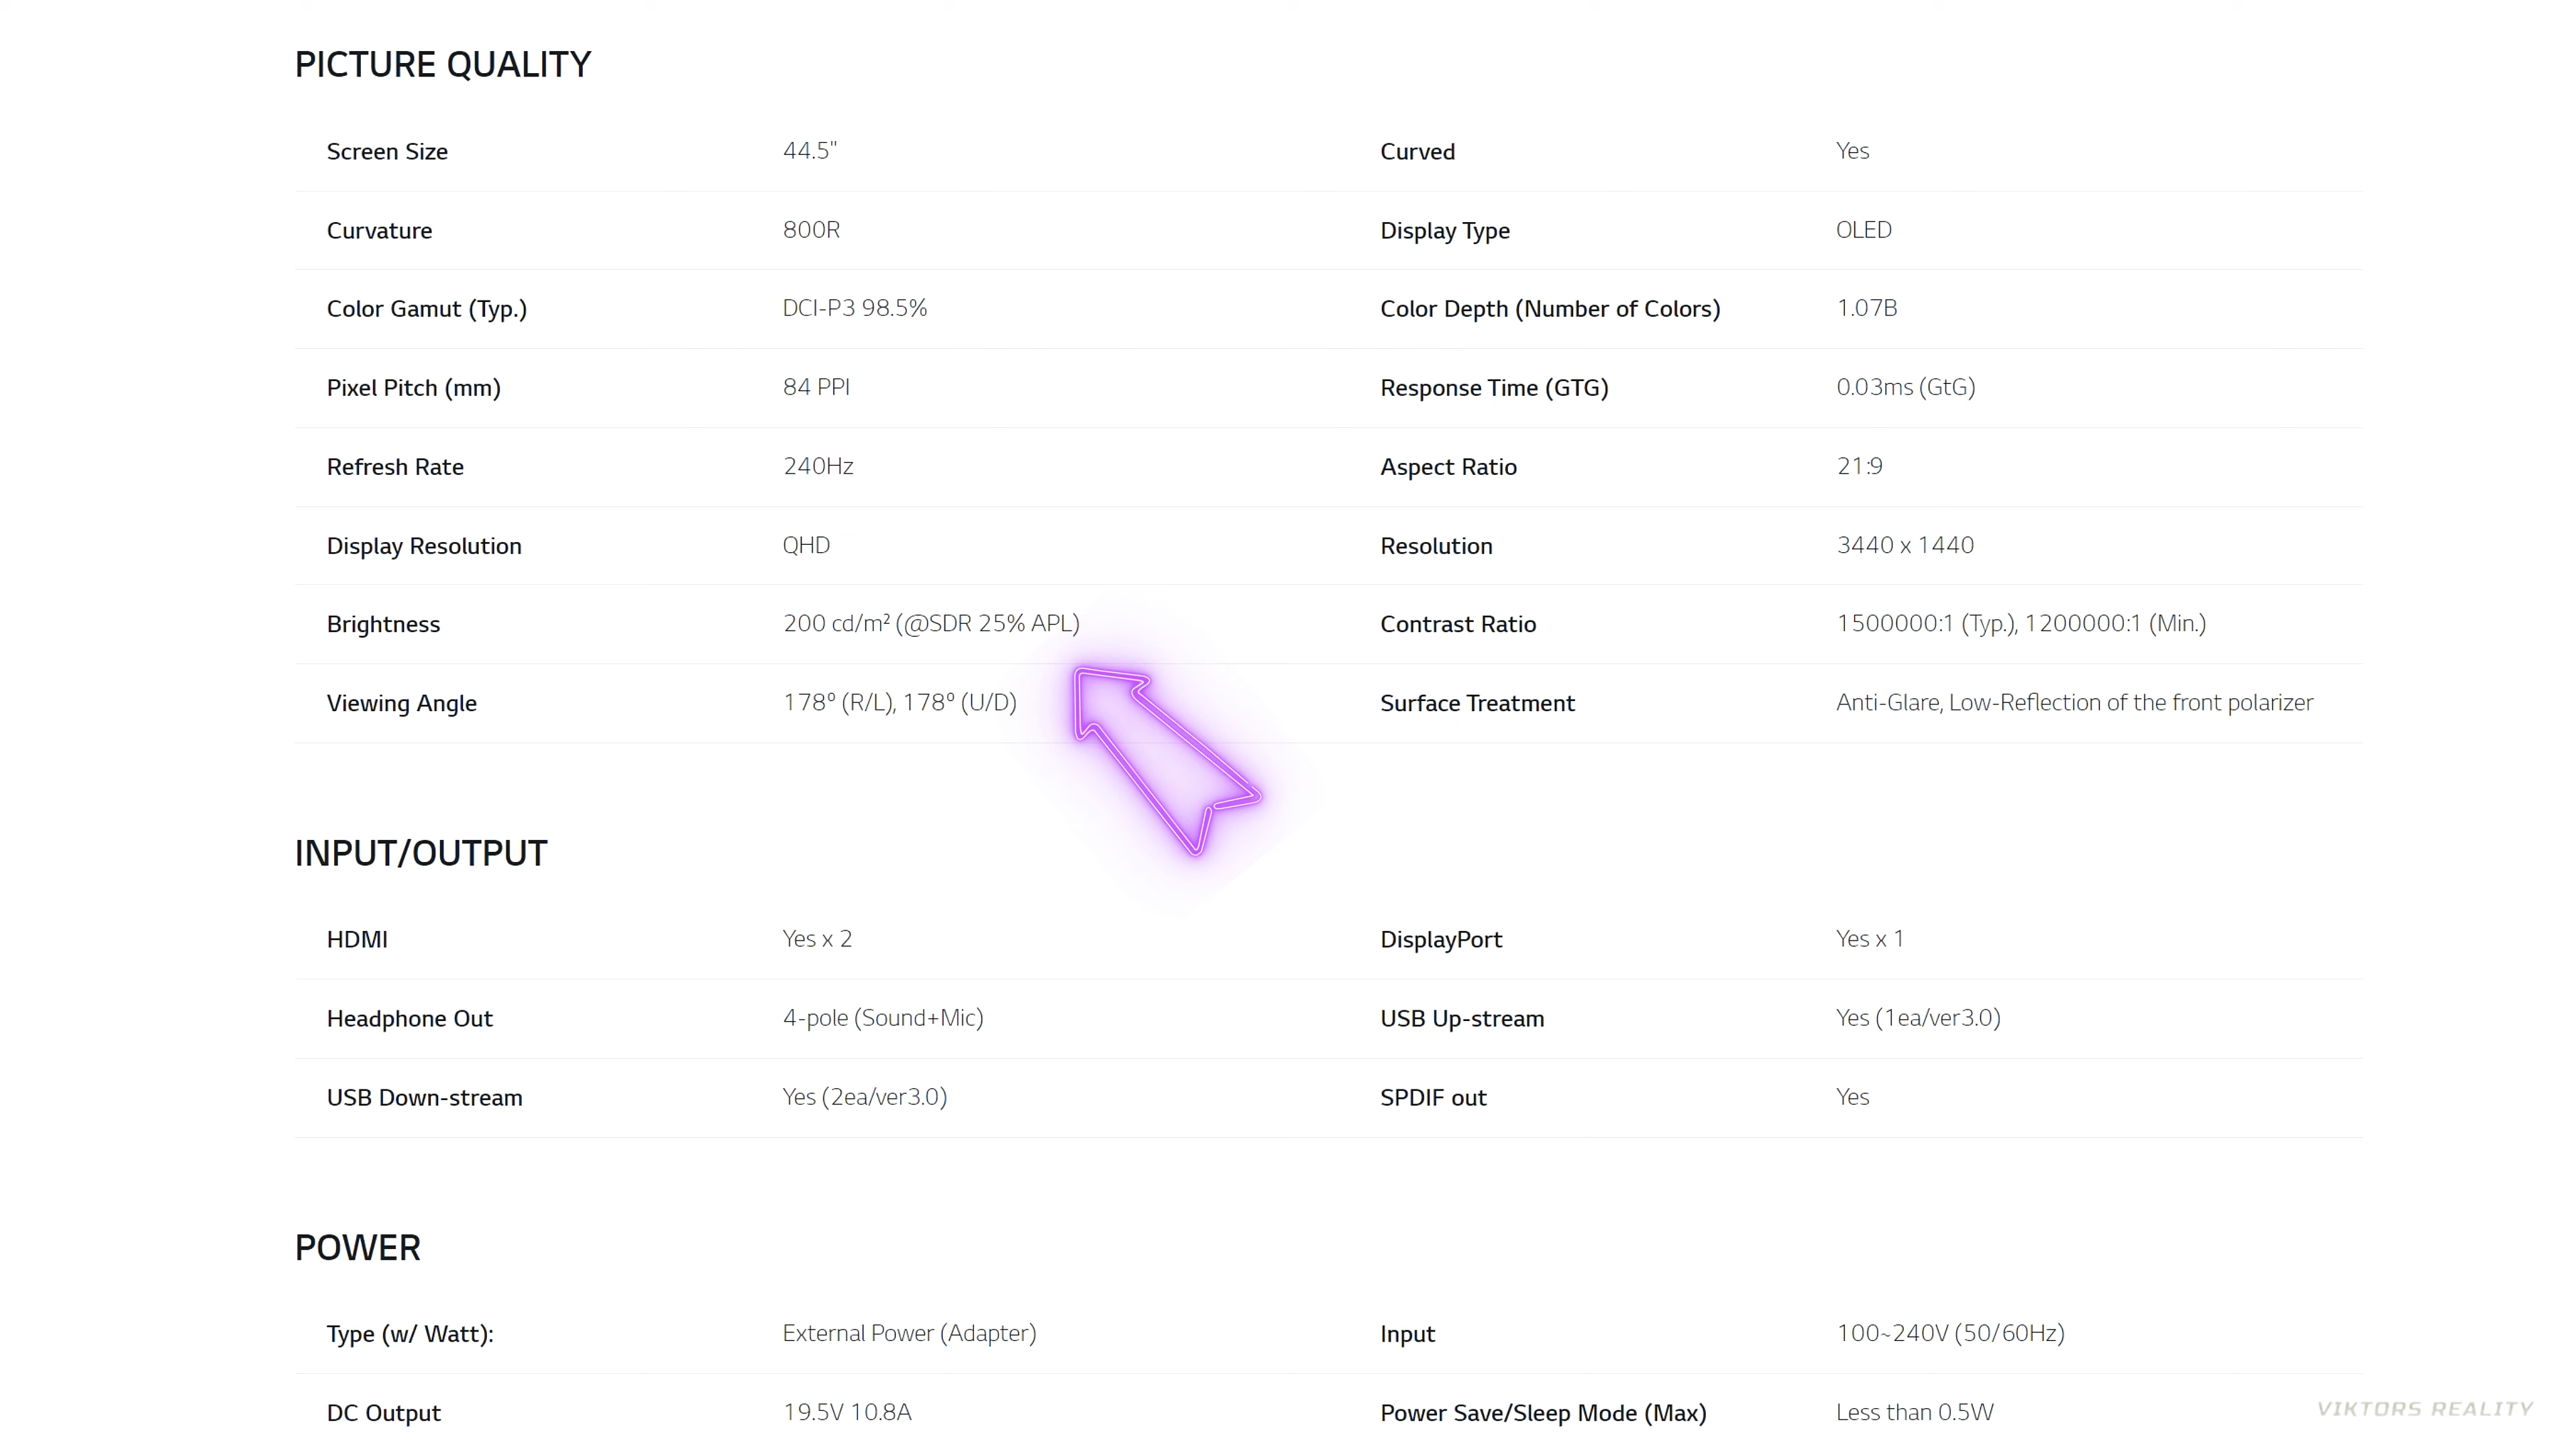 PICTURE QUALITY
Screen Size 44.5" Curved Yes
Curvature 800R Display Type OLED
Color Gamut (Typ.) DCI-P3 98.5% Color Depth (Number of Colors) 1.07B
Pixel Pitch (mm) 84 PPI Response Time (GTG) 0.03ms (GtG)
Refresh Rate 240Hz Aspect Ratio 21:9
Display Resolution QHD Resolution 3440 x 1440
Brightness 200 cd/m² (@SDR 25% APL) Contrast Ratio 1500000:1 (Typ.), 1200000:1 (Min.)
Viewing Angle 178º (R/L), 178º (U/D) Surface Treatment Anti-Glare, Low-Reflection of the front polarizer
INPUT/OUTPUT
HDMI Yes x 2 DisplayPort Yes x 1
Headphone Out 4-pole (Sound+Mic) USB Up-stream Yes (1ea/ver3.0)
USB Down-stream Yes (2ea/ver3.0) SPDIF out Yes
POWER
Type (w/ Watt): External Power (Adapter) Input 100~240V (50/60Hz)
DC Output 19.5V 10.8A Power Save/Sleep Mode (Max) Less than 0.5W
VIKTORS REALITY